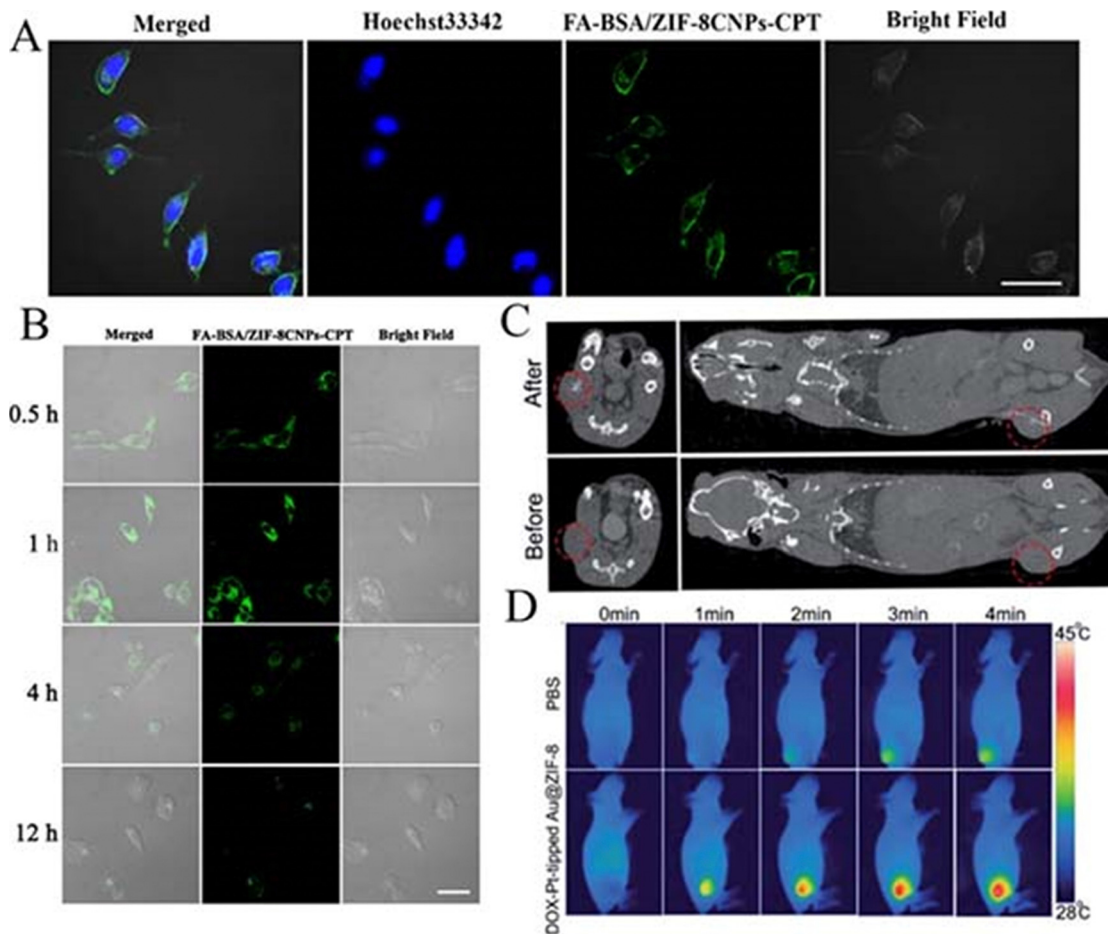 A
Merged
Hoechst33342
FA-BSA/ZIF-8CNPs-CPT
Bright Field
B
Merged
FA-BSA/ZIF-8CNPs-CPT
Bright Field
0.5 h
1 h
4 h
12 h
C
After
Before
D
0min
1min
2min
3min
4min
PBS
DOX-Pt-tipped Au@ZIF-8
45°C
28°C